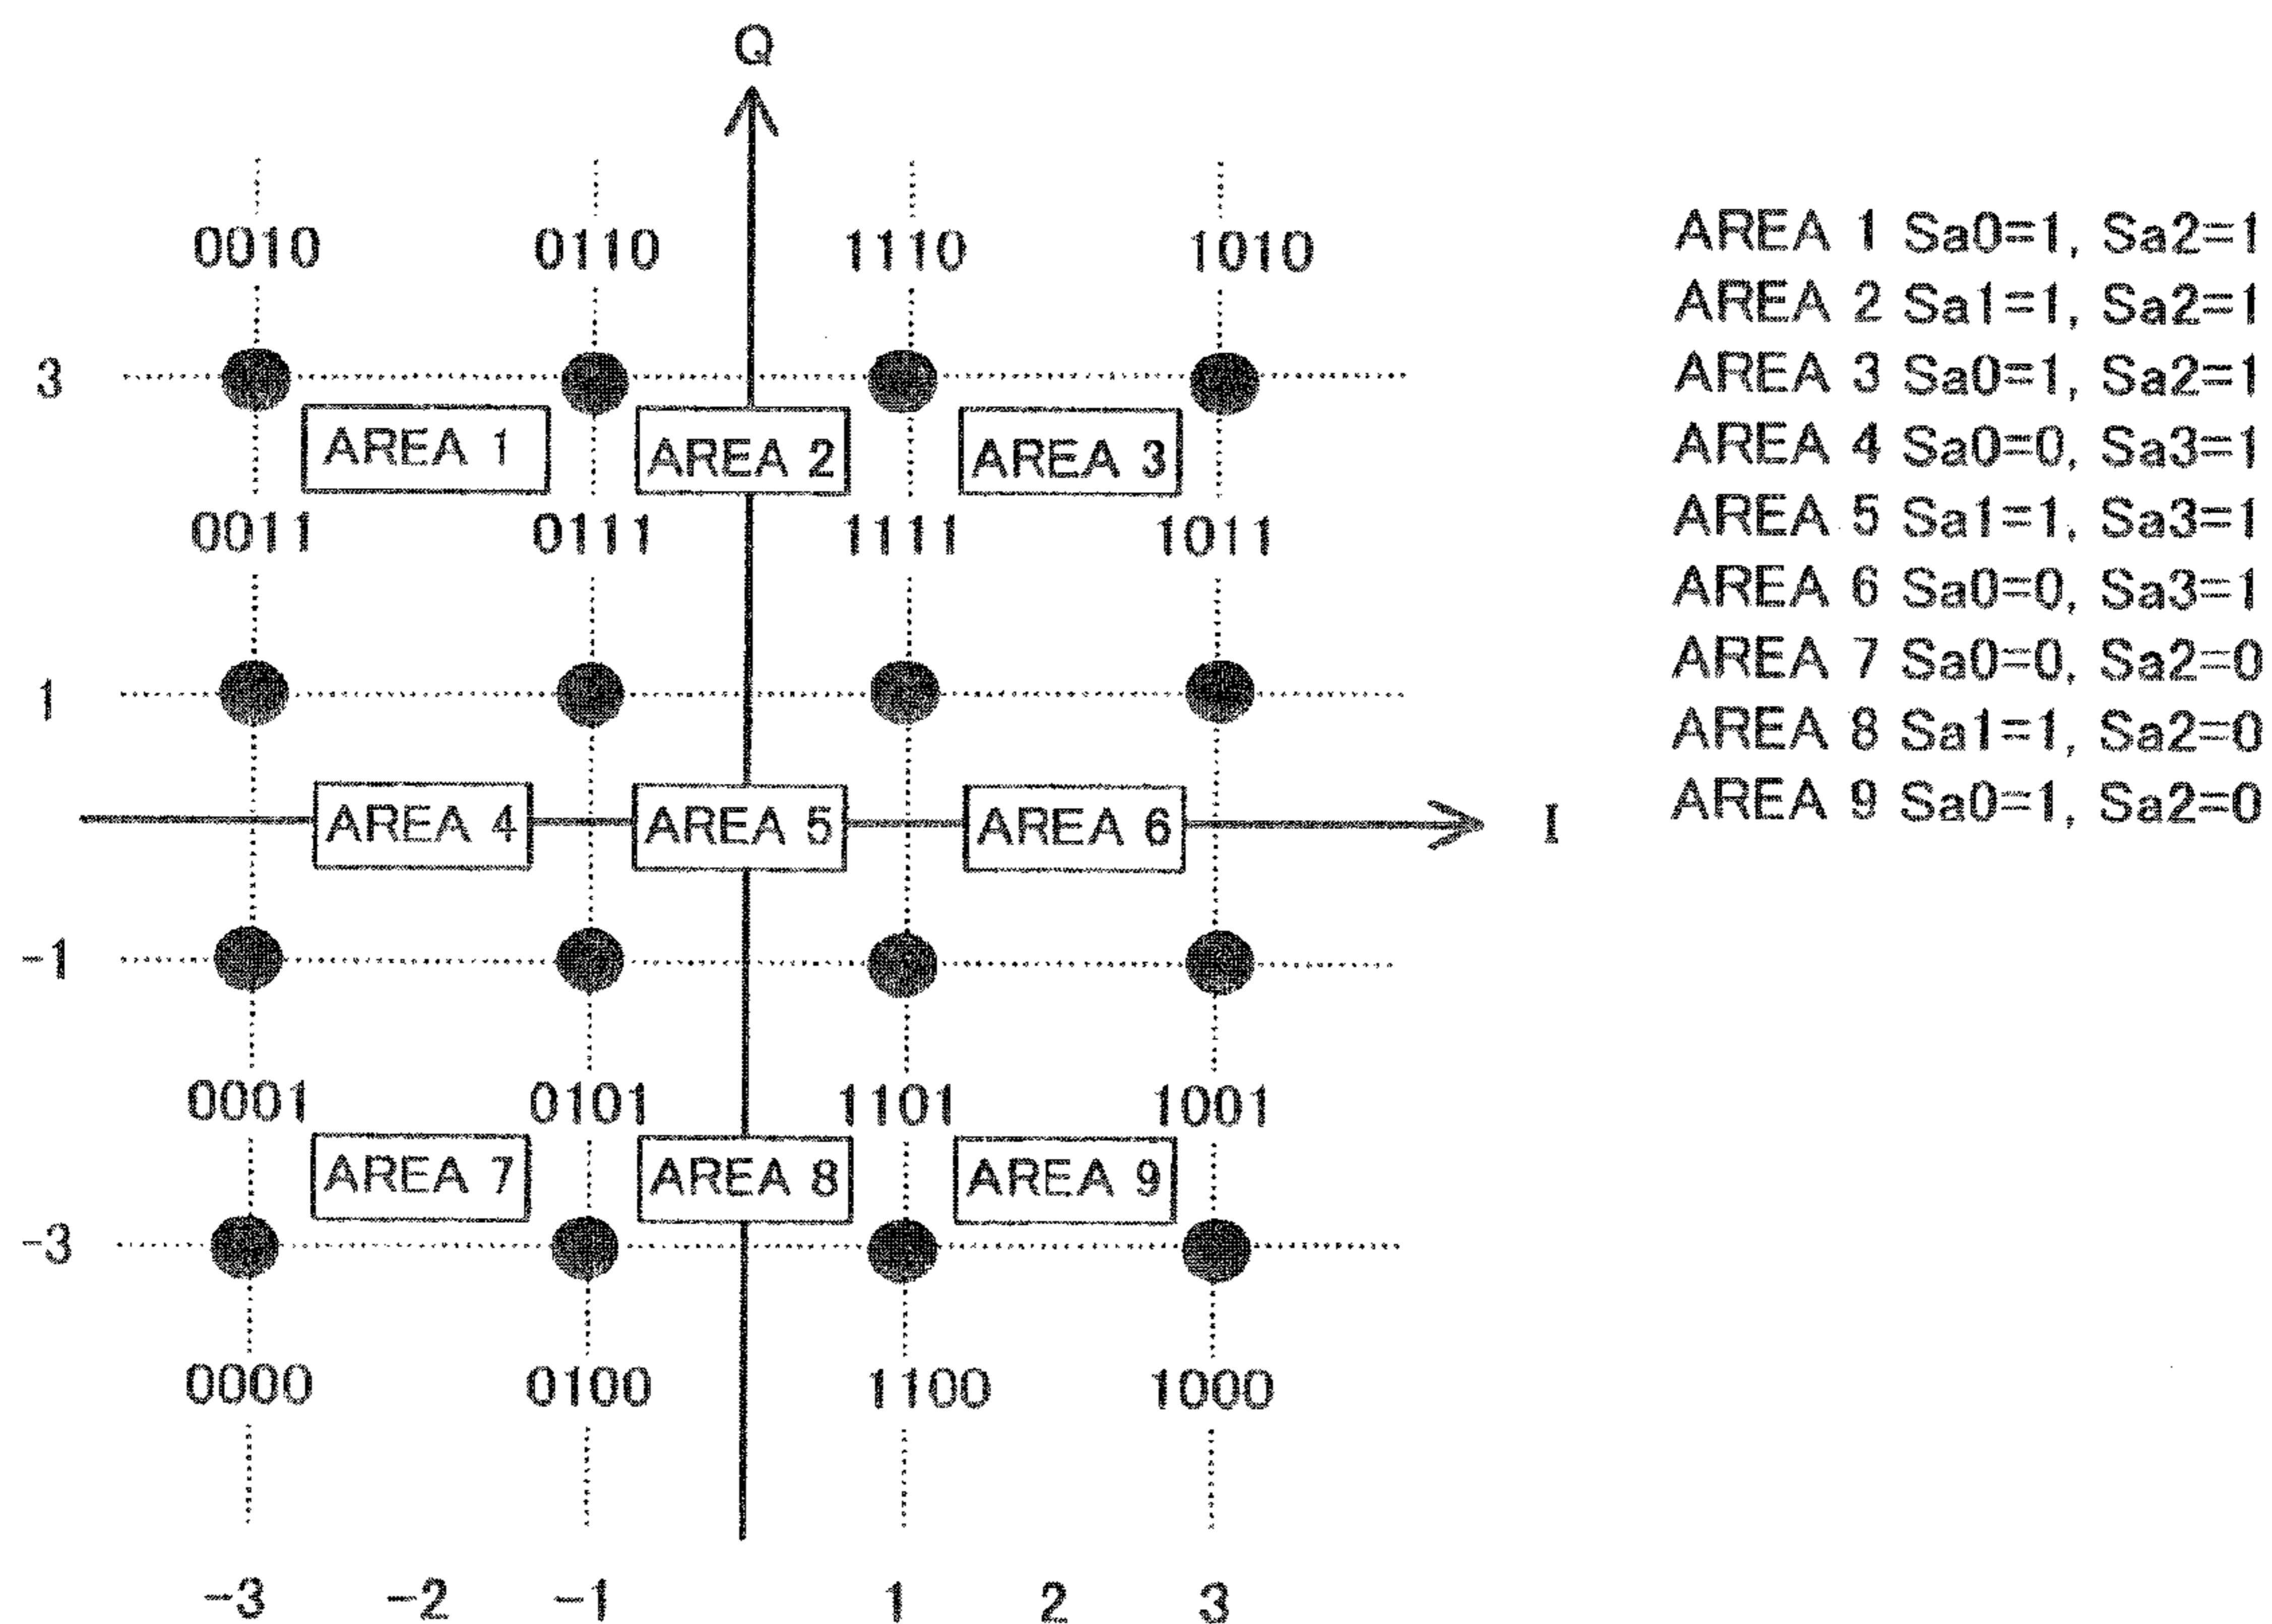 Q
0010 0110 1110 1010
3
AREA 1 AREA 2 AREA 3
0011 0111 1111 1011
1
AREA 4 AREA 5 AREA 6 I
-1
0001 0101 1101 1001
AREA 7 AREA 8 AREA 9
-3
0000 0100 1100 1000
-3 -2 -1 1 2 3
AREA 1 Sa0=1, Sa2=1
AREA 2 Sa1=1, Sa2=1
AREA 3 Sa0=1, Sa2=1
AREA 4 Sa0=0, Sa3=1
AREA 5 Sa1=1, Sa3=1
AREA 6 Sa0=0, Sa3=1
AREA 7 Sa0=0, Sa2=0
AREA 8 Sa1=1, Sa2=0
AREA 9 Sa0=1, Sa2=0